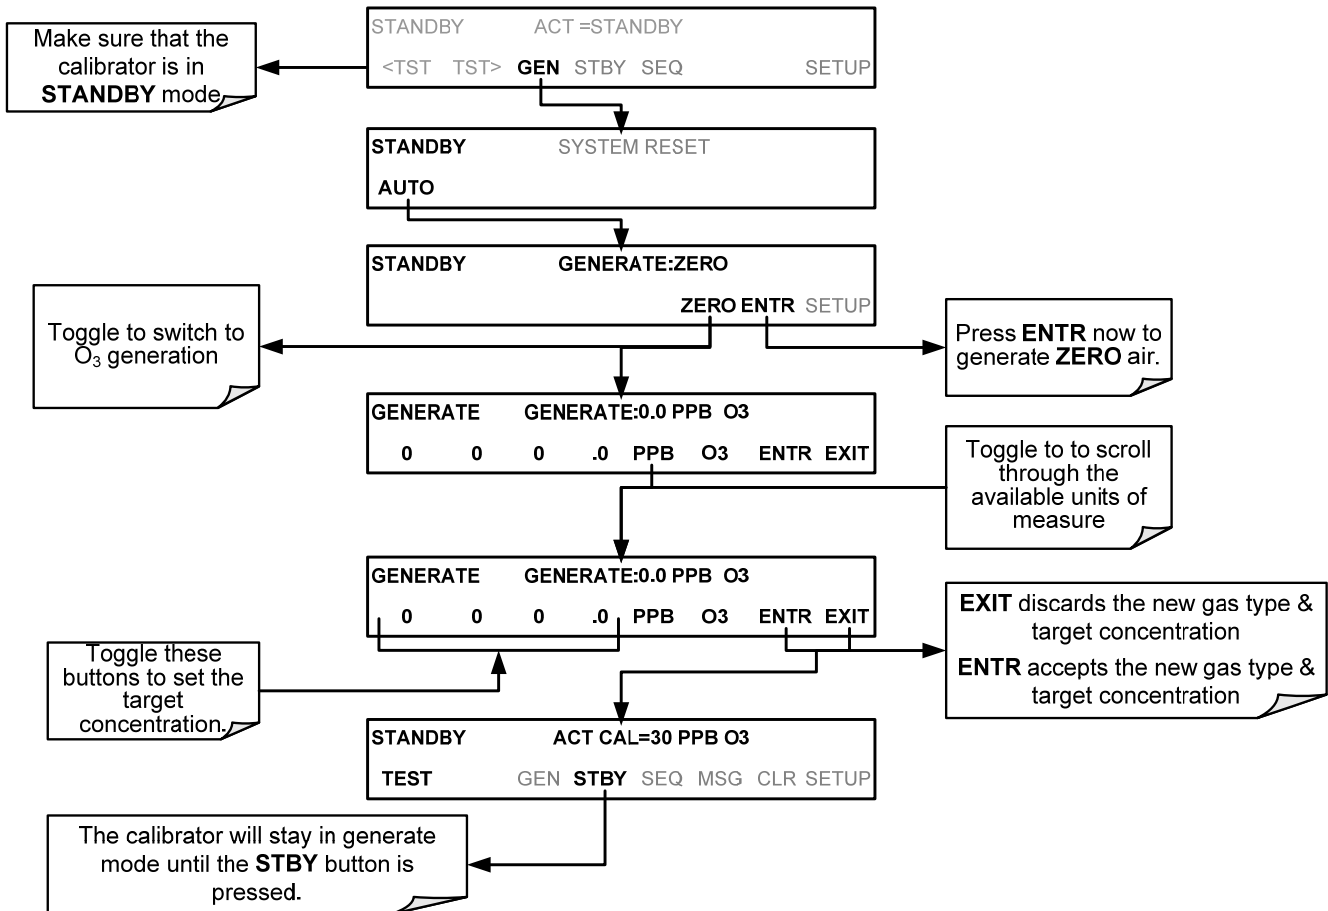 Make sure that the
calibrator is in
STANDBY mode
STANDBY ACT =STANDBY
<TST TST> GEN STBY SEQ SETUP
STANDBY SYSTEM RESET
AUTO
STANDBY GENERATE:ZERO
ZERO ENTR SETUP
Toggle to switch to
O3 generation
Press ENTR now to
generate ZERO air.
GENERATE GENERATE:0.0 PPB O3
0 0 0 .0 PPB O3 ENTR EXIT
Toggle to to scroll
through the
available units of
measure
GENERATE GENERATE:0.0 PPB O3
0 0 0 .0 PPB O3 ENTR EXIT
EXIT discards the new gas type &
target concentration
ENTR accepts the new gas type &
target concentration
Toggle these
buttons to set the
target
concentration.
STANDBY ACT CAL=30 PPB O3
TEST GEN STBY SEQ MSG CLR SETUP
The calibrator will stay in generate
mode until the STBY button is
pressed.